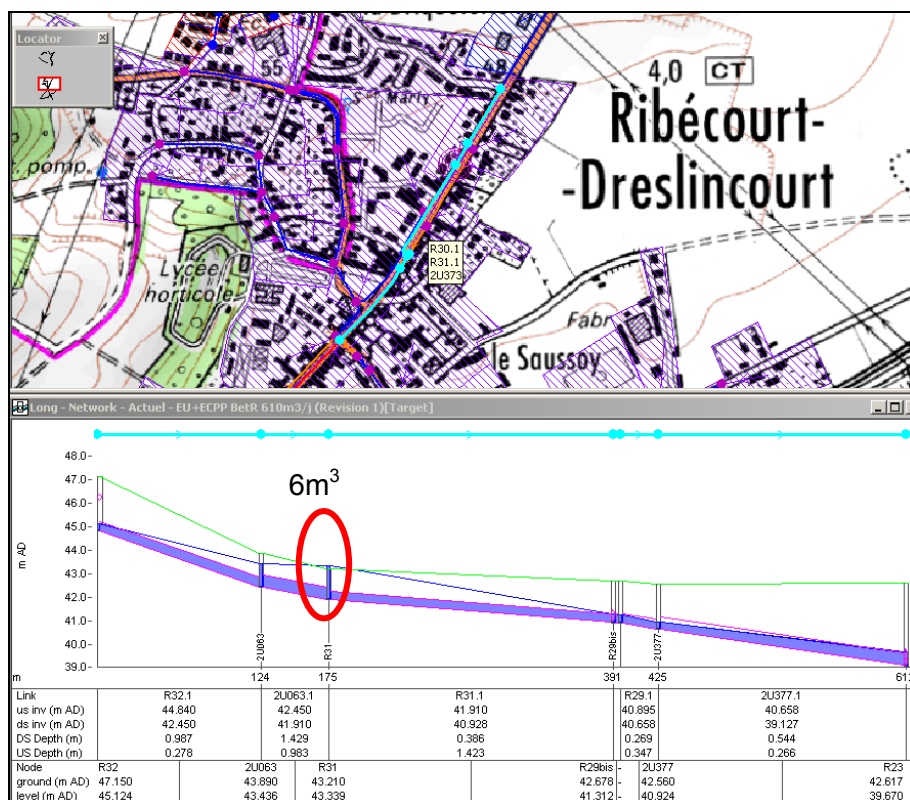 Locator
55
48
4,0 CT
Ribécourt-
-Dreslincourt
Marly
pomp.
R30.1
R31.1
2U373
Lycée
horticole
Fabr
le Saussoy
Long - Network - Actuel - EU+ECPP BetR 610m3/j (Revision 1)[Target]
6m³
48.0
47.0
46.0
45.0
44.0
43.0
42.0
41.0
40.0
39.0
m AD
2U063
R31
R29bis
2U377
m 124 175 391 425 61
Link R32.1 2U063.1 R31.1 R29.1 2U377.1
us inv (m AD) 44.840 42.450 41.910 40.895 40.658
ds inv (m AD) 42.450 41.910 40.928 40.658 39.127
DS Depth (m) 0.987 1.429 0.386 0.269 0.544
US Depth (m) 0.278 0.983 1.423 0.347 0.266
Node R32 2U063 R31 R29bis - 2U377 R23
ground (m AD) 47.150 43.890 43.210 42.678 - 42.560 42.617
level (m AD) 45.124 43.436 43.339 41.312 - 40.924 39.670